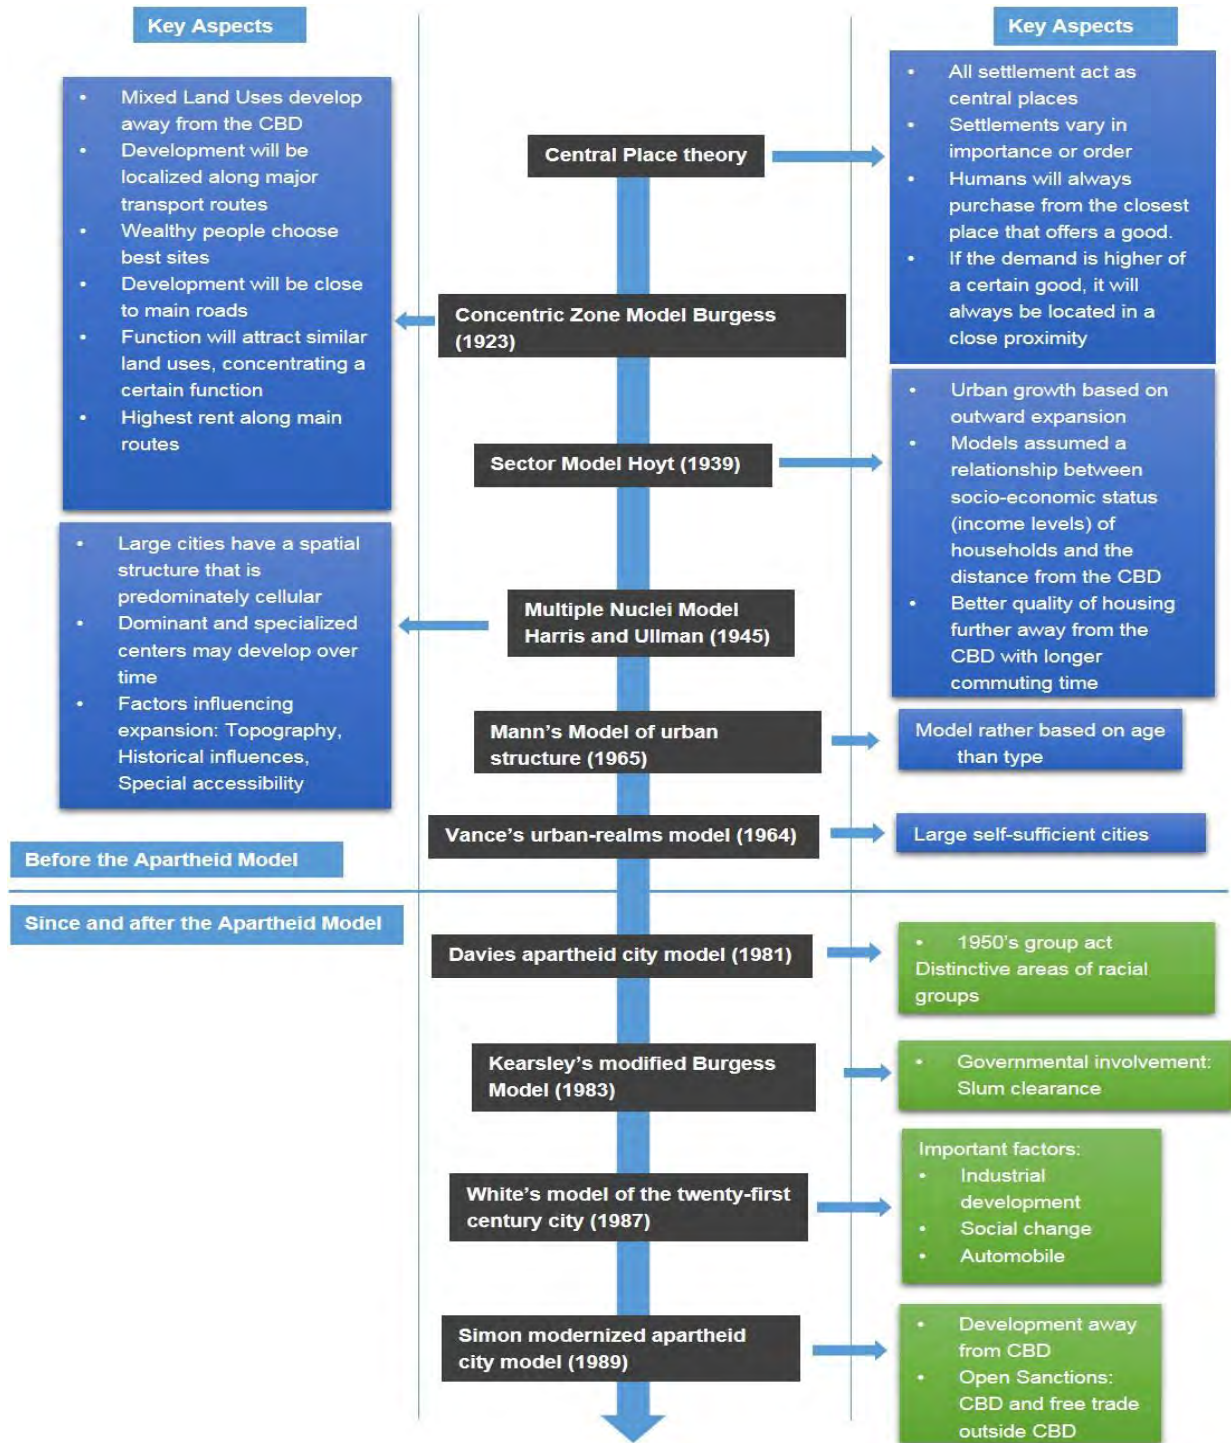 Key Aspects
Key Aspects
• Mixed Land Uses develop
away from the CBD
• Development will be
localized along major
transport routes
• Wealthy people choose
best sites
• Development will be close
to main roads
• Function will attract similar
land uses, concentrating a
certain function
• Highest rent along main
routes
Central Place theory
• All settlement act as
central places
• Settlements vary in
importance or order
• Humans will always
purchase from the closest
place that offers a good.
• If the demand is higher of
a certain good, it will
always be located in a
close proximity
Concentric Zone Model Burgess
(1923)
Sector Model Hoyt (1939)
• Urban growth based on
outward expansion
• Models assumed a
relationship between
socio-economic status
(income levels) of
households and the
distance from the CBD
• Better quality of housing
further away from the
CBD with longer
commuting time
• Large cities have a spatial
structure that is
predominately cellular
• Dominant and specialized
centers may develop over
time
• Factors influencing
expansion: Topography,
Historical influences,
Special accessibility
Multiple Nuclei Model
Harris and Ullman (1945)
Mann's Model of urban
structure (1965)
Model rather based on age
than type
Vance's urban-realms model (1964)
Large self-sufficient cities
Before the Apartheid Model
Since and after the Apartheid Model
Davies apartheid city model (1981)
• 1950's group act
Distinctive areas of racial
groups
Kearsley's modified Burgess
Model (1983)
• Governmental involvement:
Slum clearance
White's model of the twenty-first
century city (1987)
Important factors:
• Industrial
development
• Social change
• Automobile
Simon modernized apartheid
city model (1989)
• Development away
from CBD
• Open Sanctions:
CBD and free trade
outside CBD